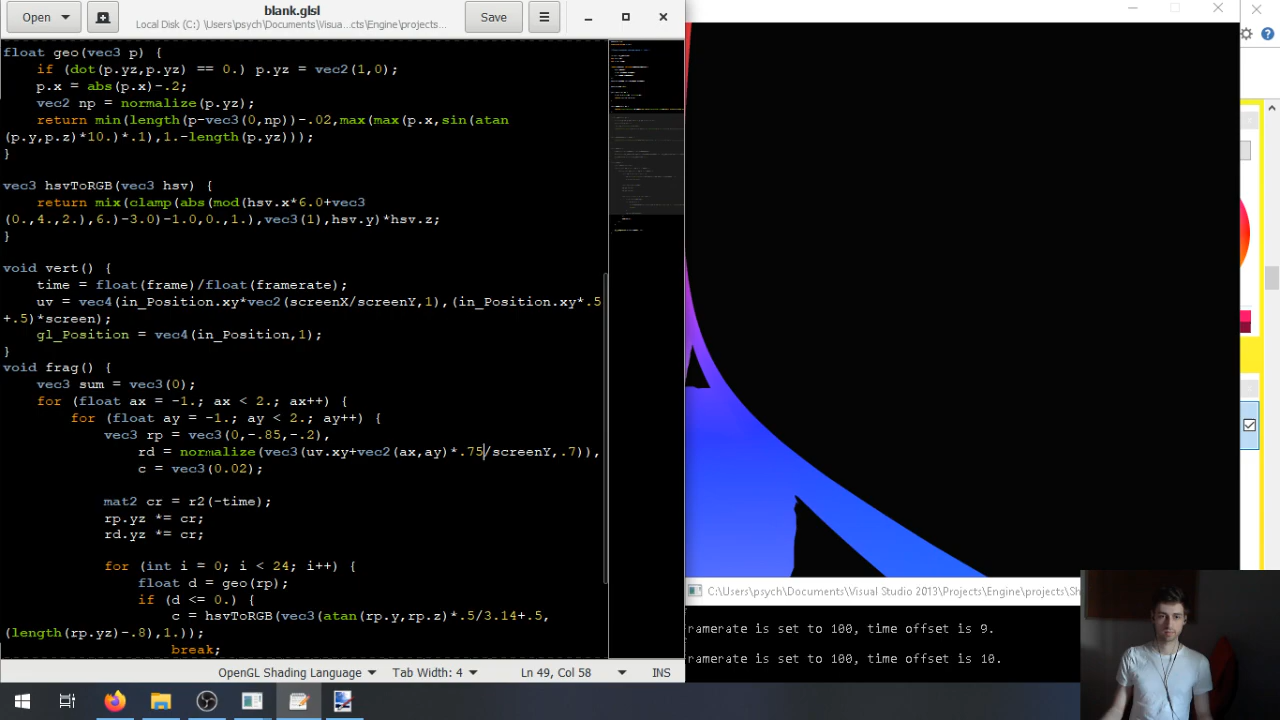 Open
blank.glsl
Local Disk (C:) \Users\psych\Documents\Visua...cts\Engine\projects
Save
float geo(vec3 p) {
if (dot(p.yz,p.yz) == 0.) p.yz = vec2(1,0);
p.x = abs(p.x)-.2;
vec2 np = normalize(p.yz);
return min(length(p-vec3(0,np))-.02,max(max(p.x,sin(atan
(p.y,p.z)*10.)*.1),1.-length(p.yz)));
}
vec3 hsvToRGB(vec3 hsv) {
return mix(clamp(abs(mod(hsv.x*6.0+vec3
(0.,4.,2.),6.)-3.0)-1.0,0.,1.),vec3(1),hsv.y)*hsv.z;
}
void vert() {
time = float(frame)/float(framerate);
uv = vec4(in_Position.xy*vec2(screenX/screenY,1),(in_Position.xy*.5
+.5)*screen);
gl_Position = vec4(in_Position,1);
}
void frag() {
vec3 sum = vec3(0);
for (float ax = -1.; ax < 2.; ax++) {
for (float ay = -1.; ay < 2.; ay++) {
vec3 rp = vec3(0,-.85,-.2),
rd = normalize(vec3(uv.xy+vec2(ax,ay)*.75/screenY,.7)),
c = vec3(0.02);
mat2 cr = r2(-time);
rp.yz *= cr;
rd.yz *= cr;
for (int i = 0; i < 24; i++) {
float d = geo(rp);
if (d <= 0.) {
c = hsvToRGB(vec3(atan(rp.y,rp.z)*.5/3.14+.5,
(length(rp.yz)-.8),1.));
break;
OpenGL Shading Language
Tab Width: 4
Ln 49, Col 58
INS
C:\Users\psych\Documents\Visual Studio 2013\Projects\Engine\projects\Sh
ramerate is set to 100, time offset is 9.
ramerate is set to 100, time offset is 10.